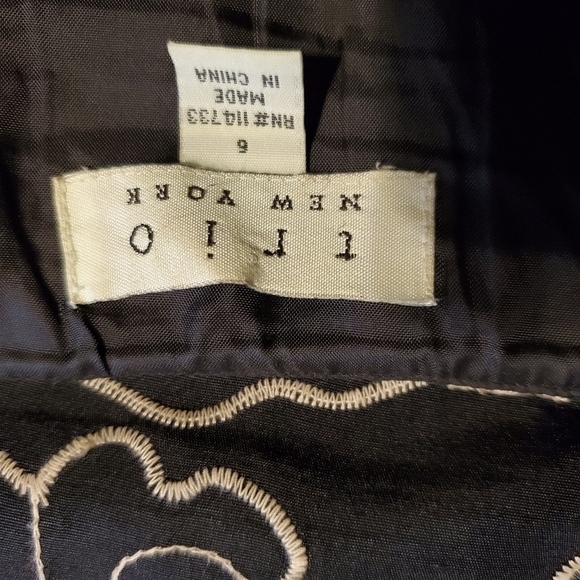 trio
NEW YORK
6
RN#114733
MADE
IN CHINA